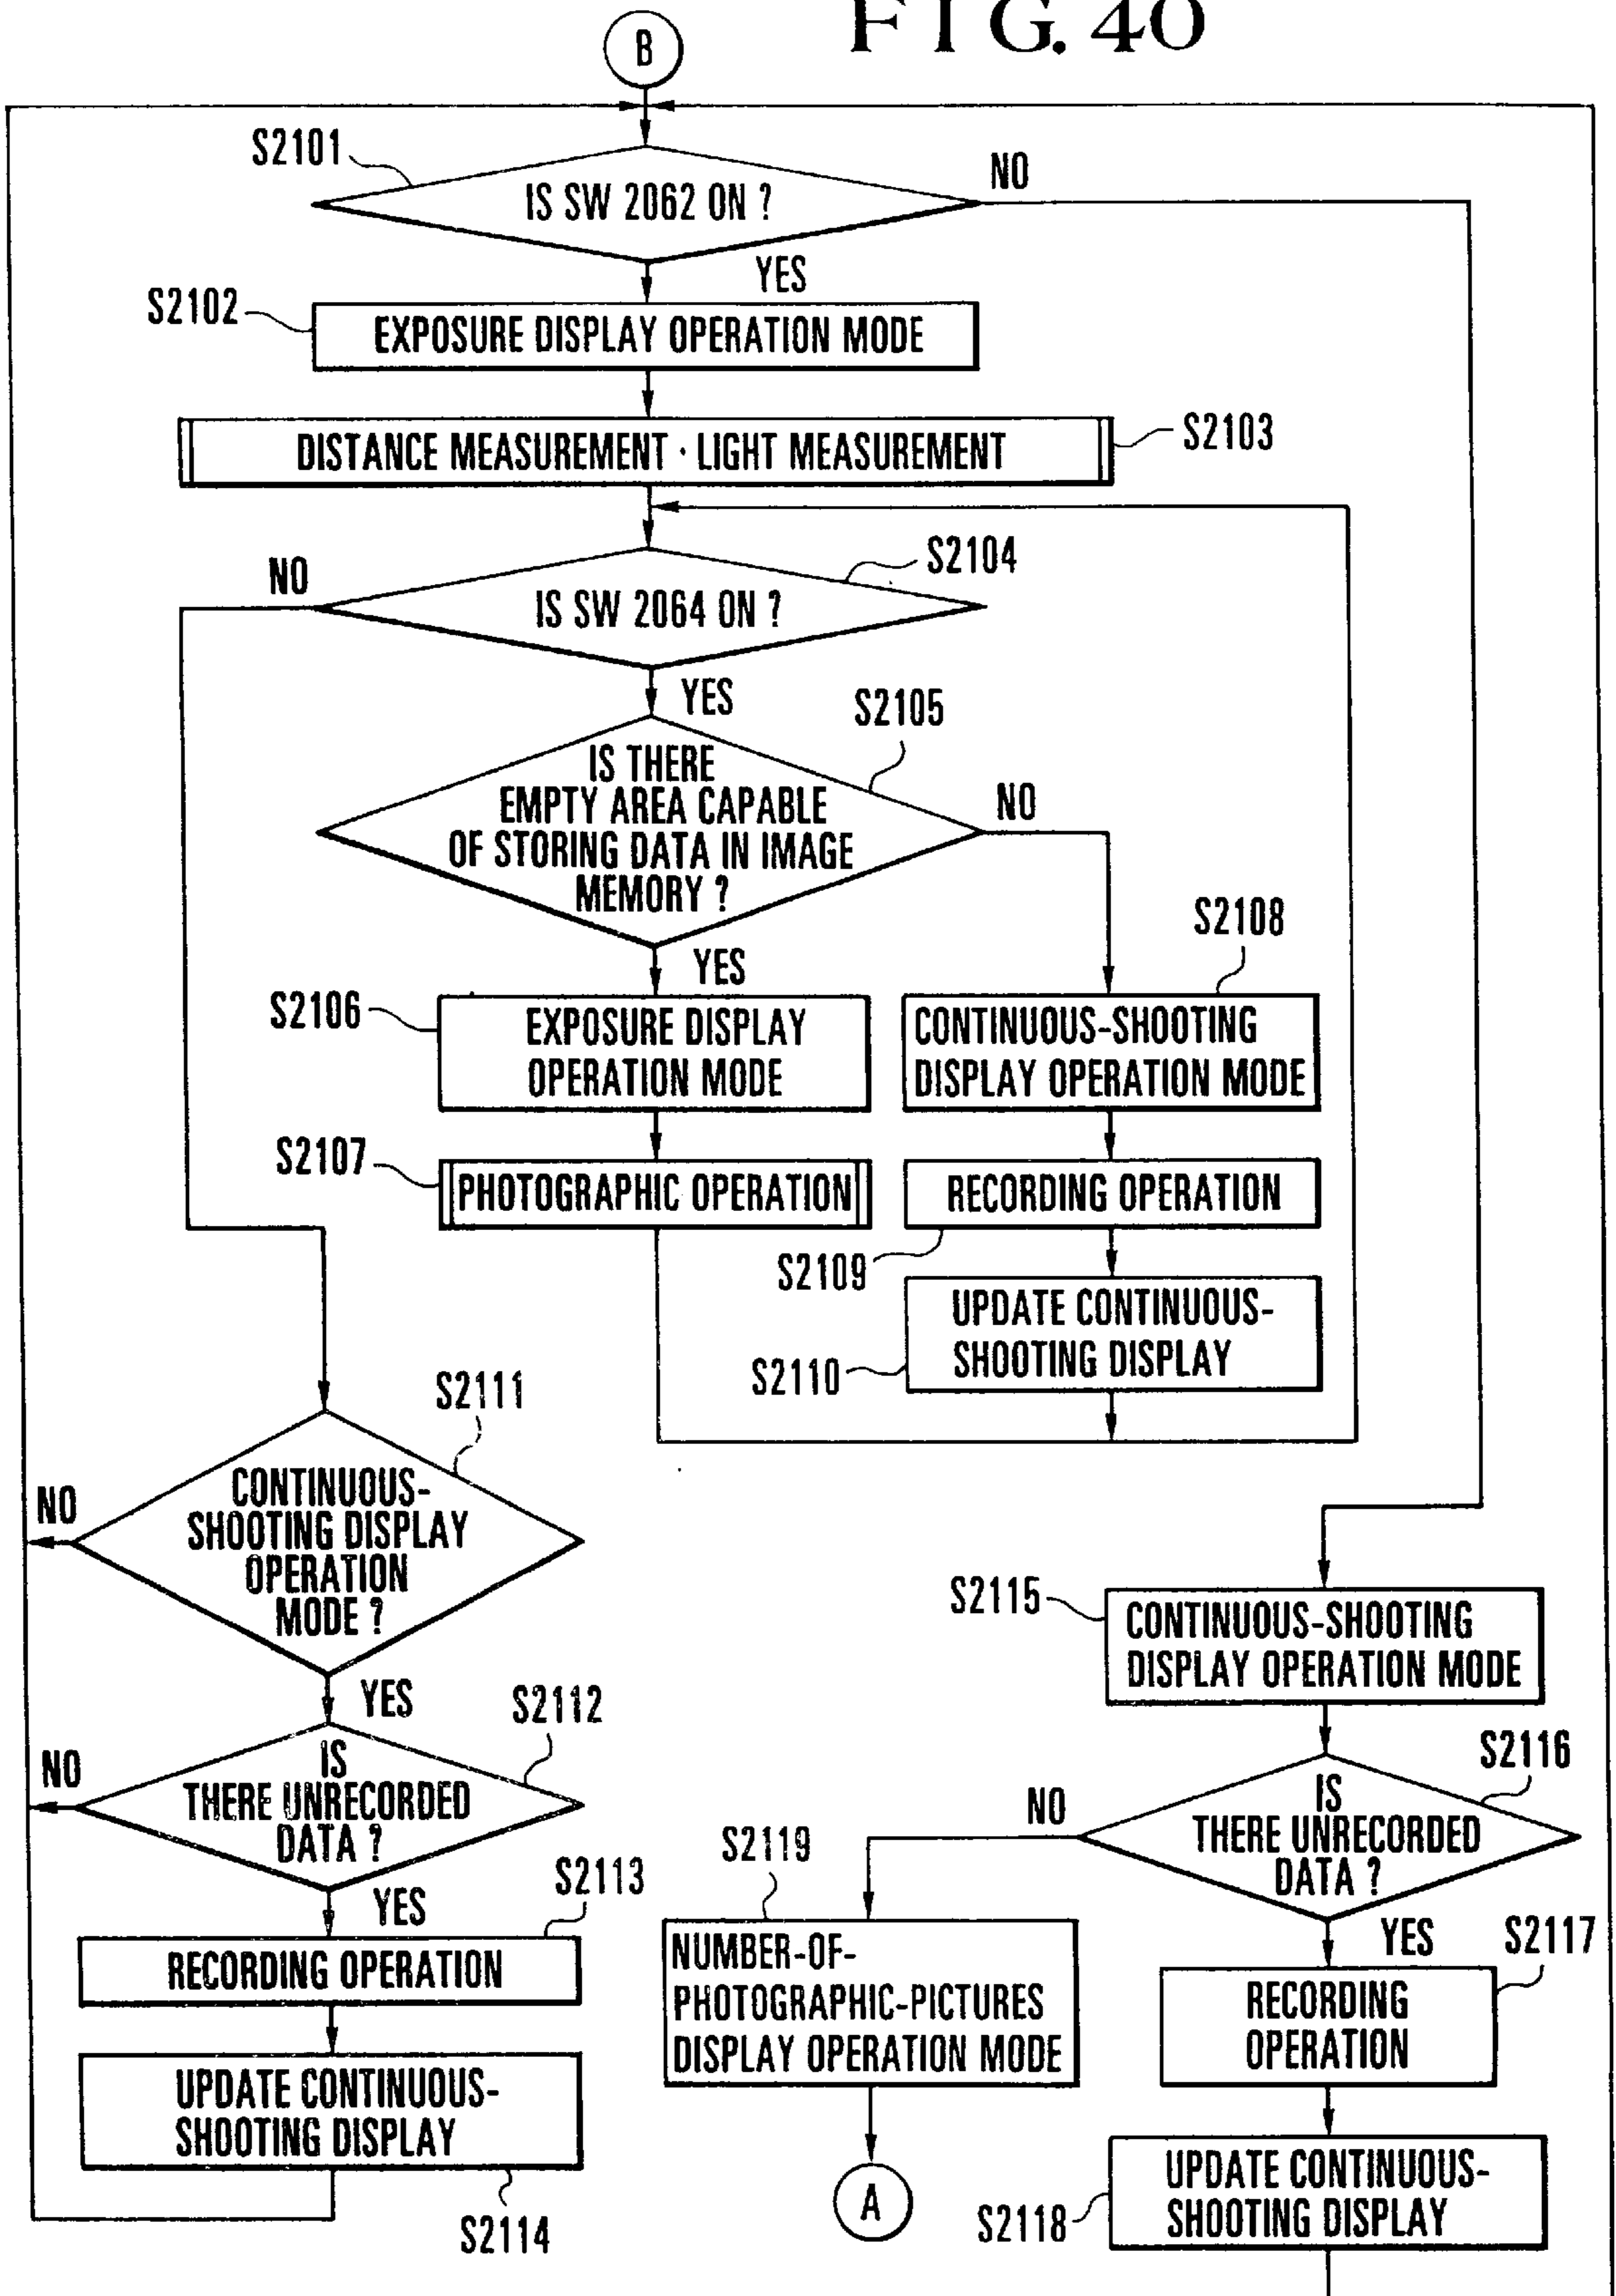 FIG. 40
B
S2101
IS SW 2062 ON ?
NO
YES
S2102
EXPOSURE DISPLAY OPERATION MODE
DISTANCE MEASUREMENT · LIGHT MEASUREMENT
S2103
S2104
NO
IS SW 2064 ON ?
YES
S2105
IS THERE
EMPTY AREA CAPABLE
OF STORING DATA IN IMAGE
MEMORY ?
NO
YES
S2106
EXPOSURE DISPLAY
OPERATION MODE
S2108
CONTINUOUS-SHOOTING
DISPLAY OPERATION MODE
S2107
PHOTOGRAPHIC OPERATION
RECORDING OPERATION
S2109
UPDATE CONTINUOUS-
SHOOTING DISPLAY
S2110
S2111
NO
CONTINUOUS-
SHOOTING DISPLAY
OPERATION
MODE ?
YES
S2112
NO
IS
THERE UNRECORDED
DATA ?
YES
S2113
RECORDING OPERATION
UPDATE CONTINUOUS-
SHOOTING DISPLAY
S2114
S2115
CONTINUOUS-SHOOTING
DISPLAY OPERATION MODE
S2116
NO
IS
THERE UNRECORDED
DATA ?
YES
S2119
NUMBER-OF-
PHOTOGRAPHIC-PICTURES
DISPLAY OPERATION MODE
A
S2117
RECORDING
OPERATION
S2118
UPDATE CONTINUOUS-
SHOOTING DISPLAY